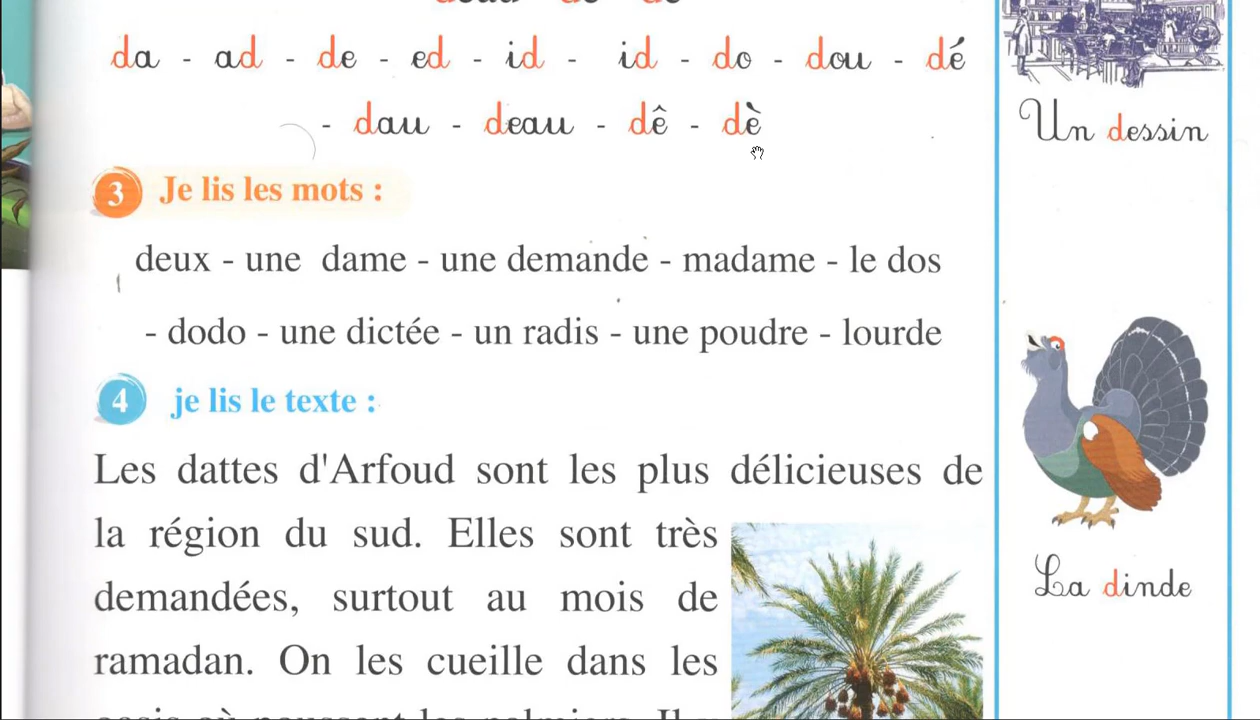 da - ad - de - ed - id - id - do - dou - dé
- dau - deau - dê - dè
Un dessin
3 Je lis les mots :
deux - une dame - une demande - madame - le dos
- dodo - une dictée - un radis - une poudre - lourde
4 je lis le texte :
Les dattes d'Arfoud sont les plus délicieuses de
la région du sud. Elles sont très
demandées, surtout au mois de
ramadan. On les cueille dans les
La dinde